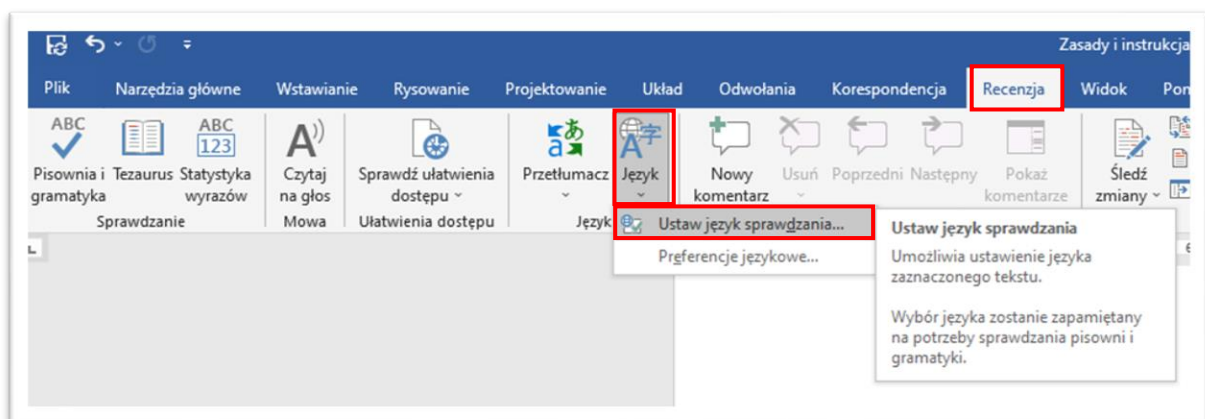 Zasady i instrukcja
Plik Narzędzia główne Wstawianie Rysowanie Projektowanie Układ Odwołania Korespondencja Recenzja Widok Pon
ABC
Pisownia i
gramatyka
Tezaurus
ABC
123
Statystyka
wyrazów
Sprawdzanie
A
Czytaj
na głos
Mowa
Sprawdź ułatwienia
dostępu
Ułatwienia dostępu
Przetłumacz
Język
Język
Nowy
komentarz
Usuń
Poprzedni
Następny
Pokaż
komentarze
Śledź
zmiany
Ustaw język sprawdzania...
Preferencje językowe...
Ustaw język sprawdzania
Umożliwia ustawienie języka
zaznaczonego tekstu.
Wybór języka zostanie zapamiętany
na potrzeby sprawdzania pisowni i
gramatyki.